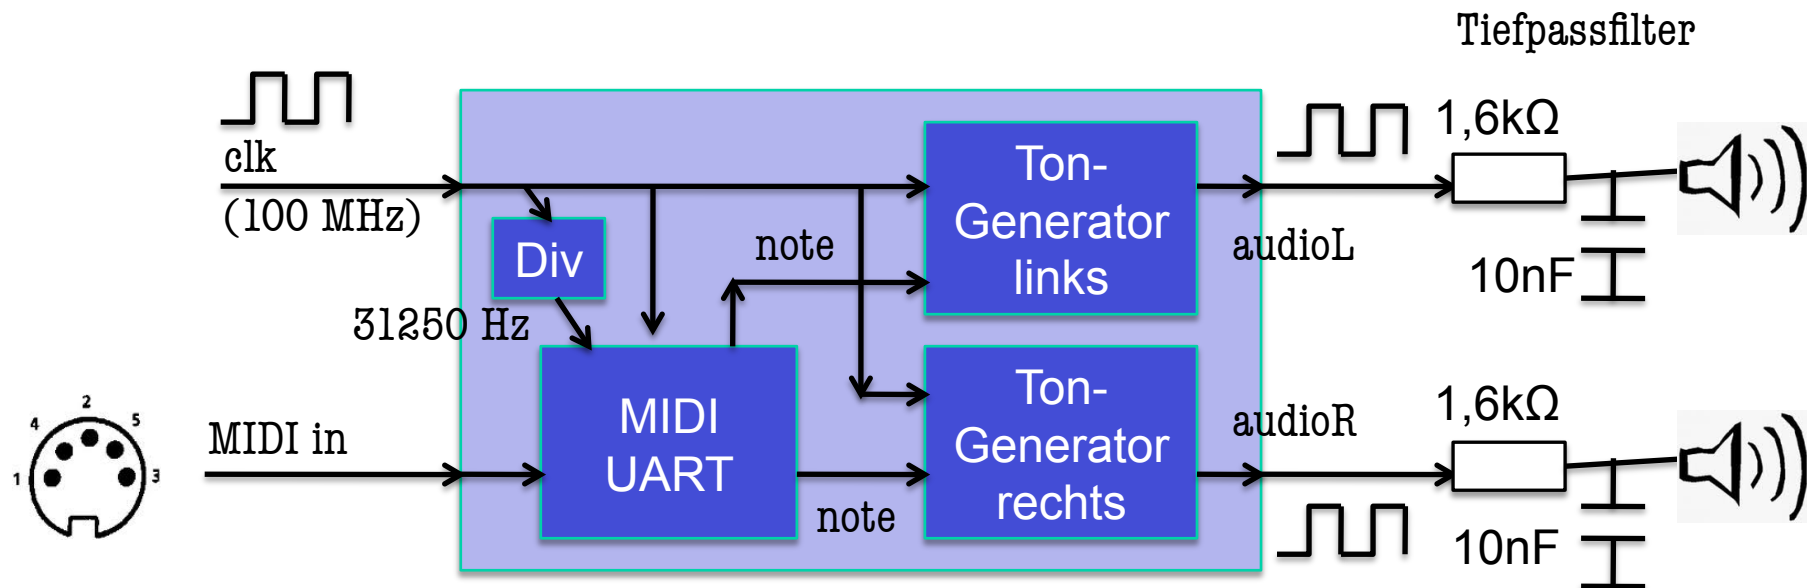 Tiefpassfilter
clk
(100 MHz)
Div
31250 Hz
note
Ton-
Generator
links
audioL
1,6kΩ
10nF
2
4
5
1
3
MIDI in
MIDI
UART
note
Ton-
Generator
rechts
audioR
1,6kΩ
10nF